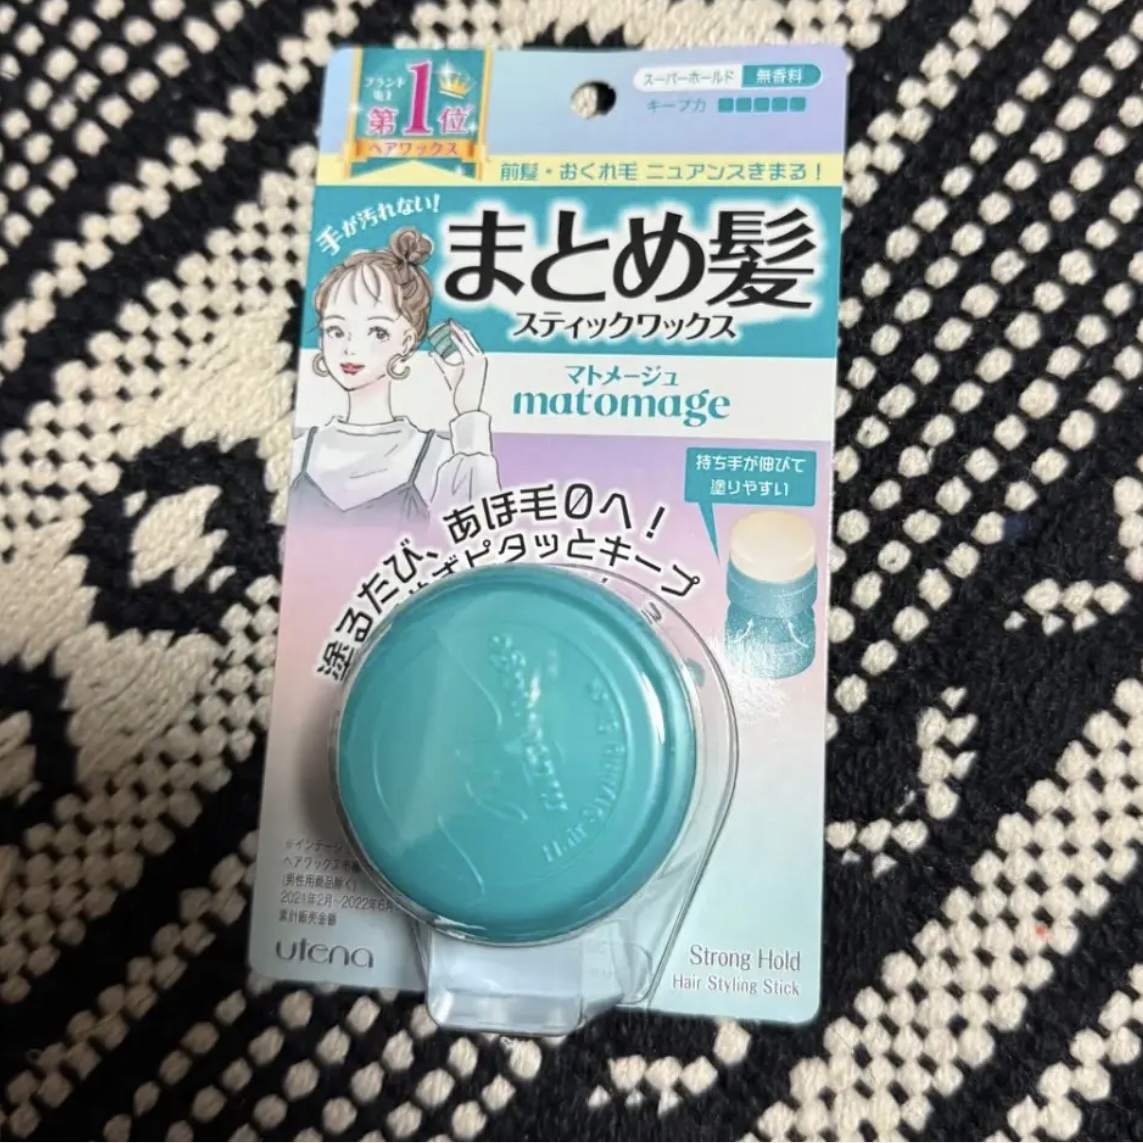 ブランド
売上
第1位
ヘアワックス
スーパーホールド 無香料
キープ力
前髪・おくれ毛 ニュアンスきまる！
手が汚れない！
まとめ髪
スティックワックス
マトメージュ
matomage
持ち手が伸びて
塗りやすい
塗るたび、あほ毛0へ！
ピタッとキープ
Hair Styling
※インテージ
ヘアワックス市場
(男性用商品除く)
2021年2月~2022年6月
累計販売金額
utena
Strong Hold
Hair Styling Stick